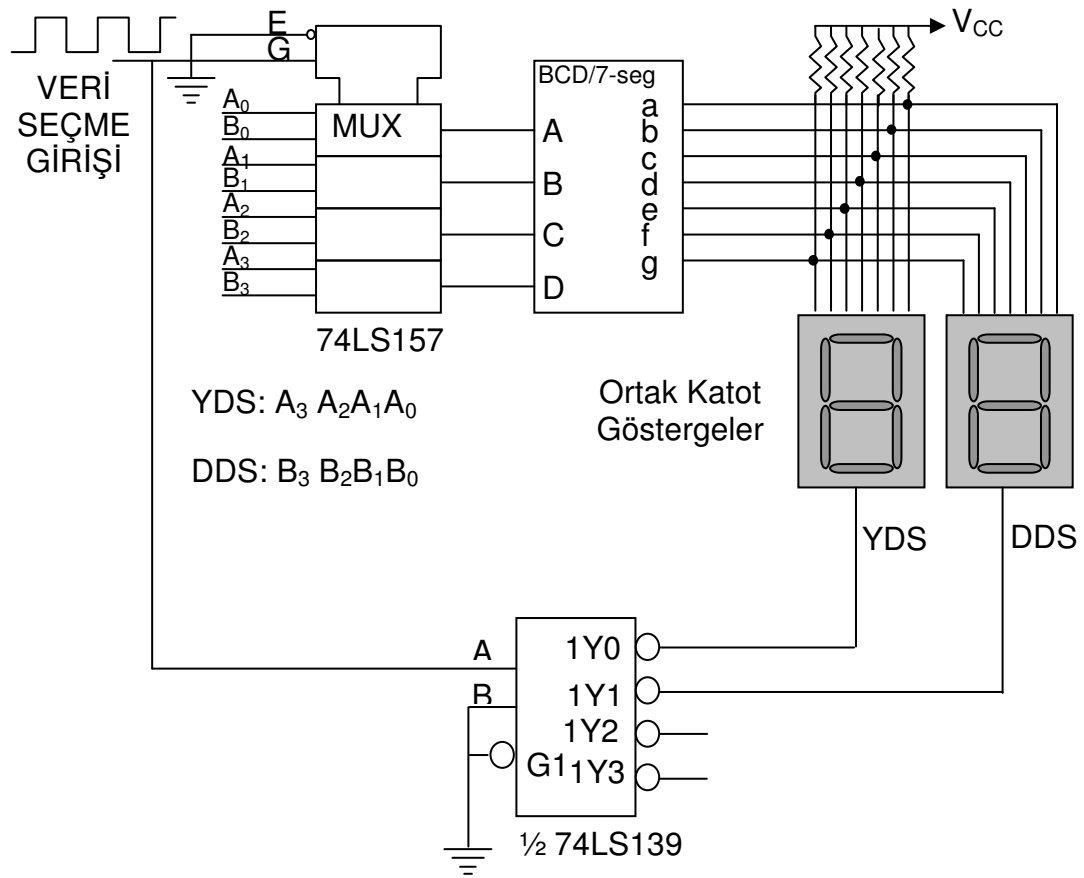 E
G
V_CC
VERİ
SEÇME
GİRİŞİ
A₀
B₀
A₁
B₁
A₂
B₂
A₃
B₃
MUX
74LS157
BCD/7-seg
A
B
C
D
a
b
c
d
e
f
g
YDS: A₃ A₂A₁A₀
DDS: B₃ B₂B₁B₀
Ortak Katot
Göstergeler
YDS
DDS
A
B
G1
1Y0
1Y1
1Y2
1Y3
½ 74LS139